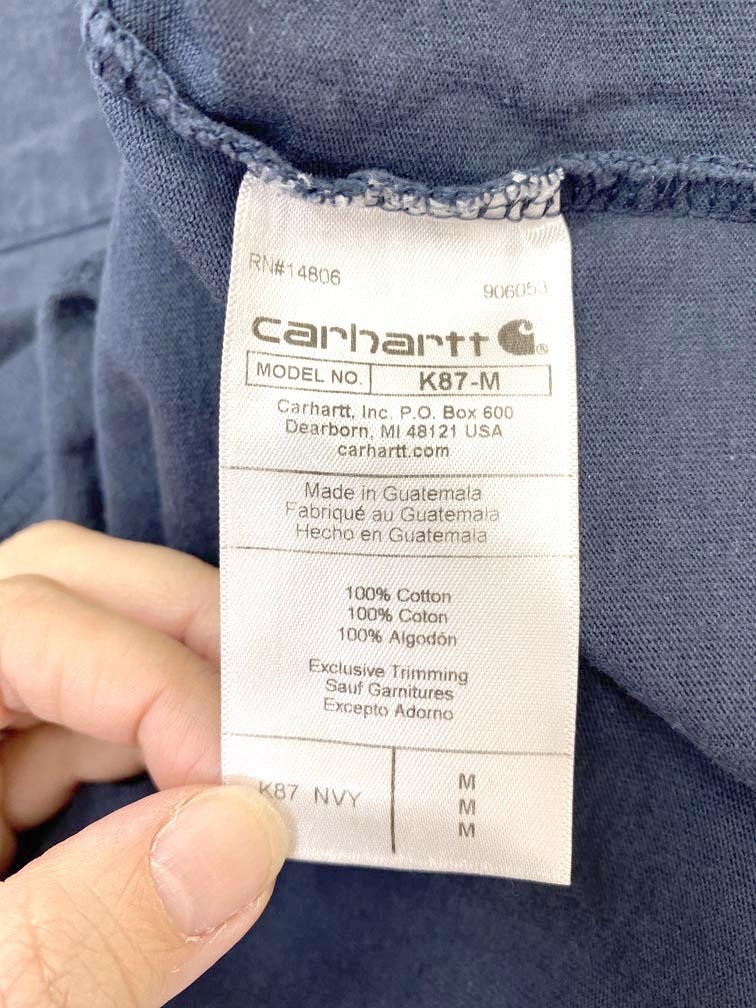 RN#14806
906053
carhartt ®
MODEL NO. K87-M
Carhartt, Inc. P.O. Box 600
Dearborn, MI 48121 USA
carhartt.com
Made in Guatemala
Fabriqué au Guatemala
Hecho en Guatemala
100% Cotton
100% Coton
100% Algodón
Exclusive Trimming
Sauf Garnitures
Excepto Adorno
K87 NVY
M
M
M